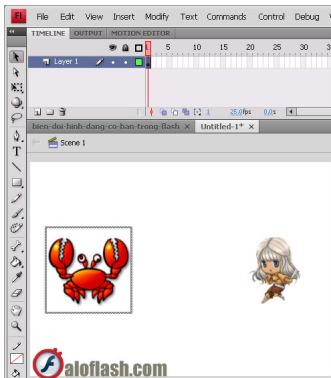 FL File Edit View Insert Modify Text Commands Control Debug
TIMELINE OUTPUT MOTION EDITOR
5 10 15 20 25 30
Layer 1
1 25.0fps 0.0s
bien-doi-hinh-dang-co-ban-trong-flash × Untitled-1* ×
Scene 1
T
aloflash.com